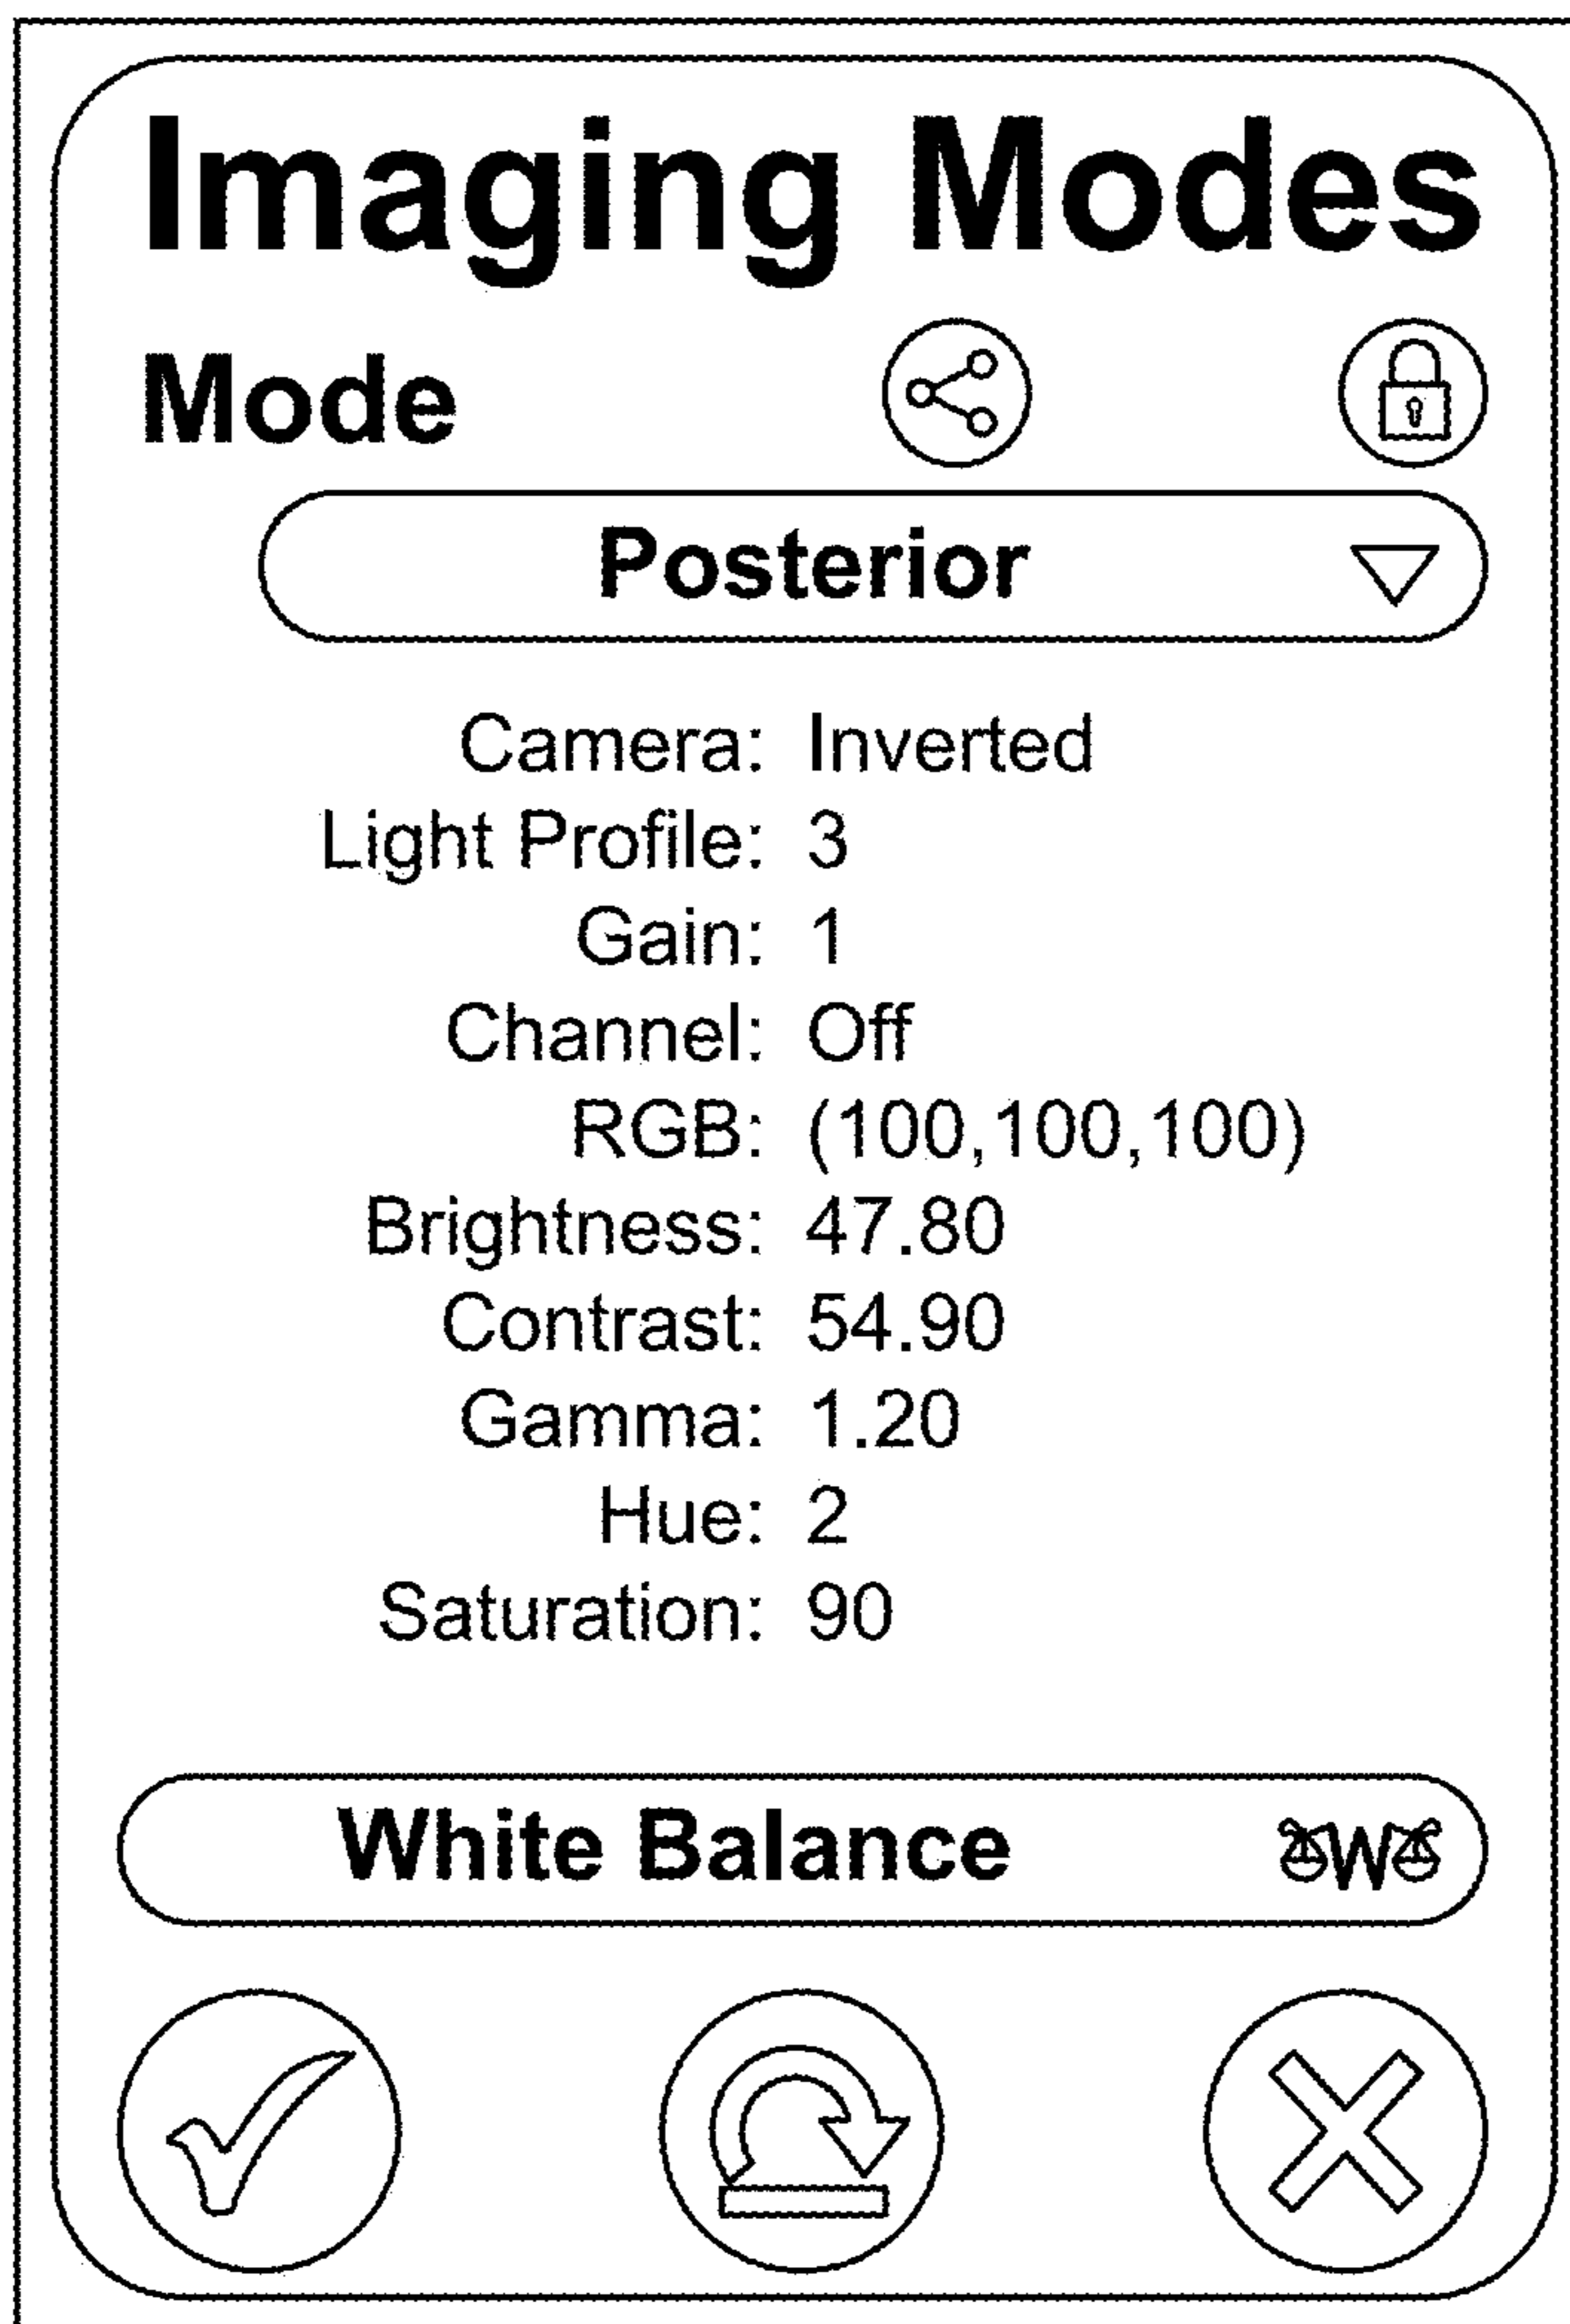 Imaging Modes
Mode
Posterior
Camera: Inverted
Light Profile: 3
Gain: 1
Channel: Off
RGB: (100,100,100)
Brightness: 47.80
Contrast: 54.90
Gamma: 1.20
Hue: 2
Saturation: 90
White Balance W